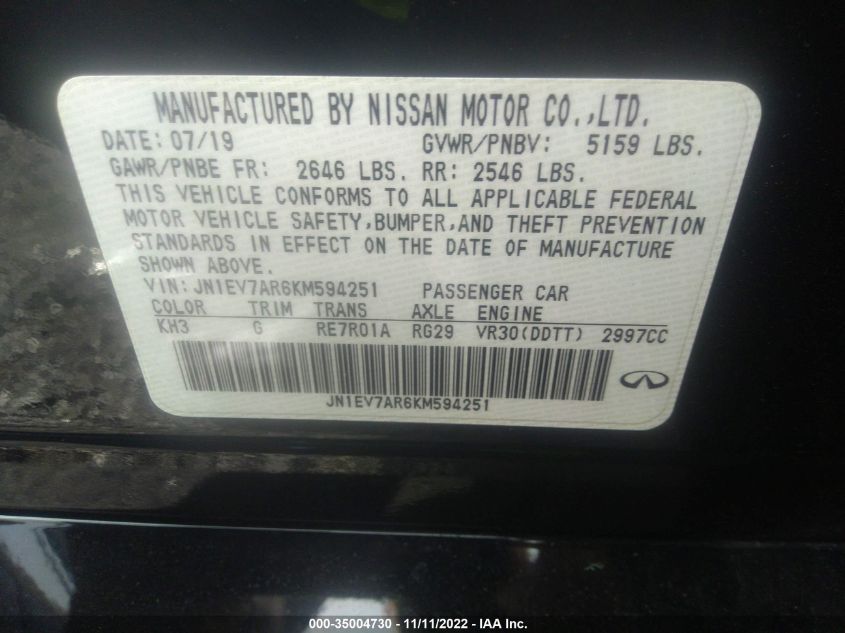 MANUFACTURED BY NISSAN MOTOR CO.,LTD.
DATE: 07/19 GVWR/PNBV: 5159 LBS.
GAWR/PNBE FR: 2646 LBS. RR: 2546 LBS.
THIS VEHICLE CONFORMS TO ALL APPLICABLE FEDERAL
MOTOR VEHICLE SAFETY,BUMPER,AND THEFT PREVENTION
STANDARDS IN EFFECT ON THE DATE OF MANUFACTURE
SHOWN ABOVE.
VIN: JN1EV7AR6KM594251 PASSENGER CAR
COLOR TRIM TRANS AXLE ENGINE
KH3 G RE7R01A RG29 VR30(DDTT) 2997CC
JN1EV7AR6KM594251
000-35004730 - 11/11/2022 - IAA Inc.